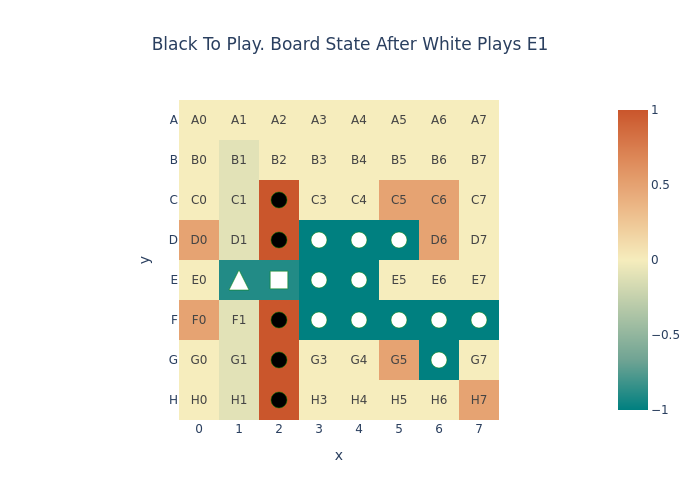 Black To Play. Board State After White Plays E1
A A0 A1 A2 A3 A4 A5 A6 A7
B B0 B1 B2 B3 B4 B5 B6 B7
C C0 C1 C3 C4 C5 C6 C7
D D0 D1 D6 D7
E E0 E5 E6 E7
F F0 F1
G G0 G1 G3 G4 G5 G7
H H0 H1 H3 H4 H5 H6 H7
0 1 2 3 4 5 6 7
x
y
1
0.5
0
−0.5
−1